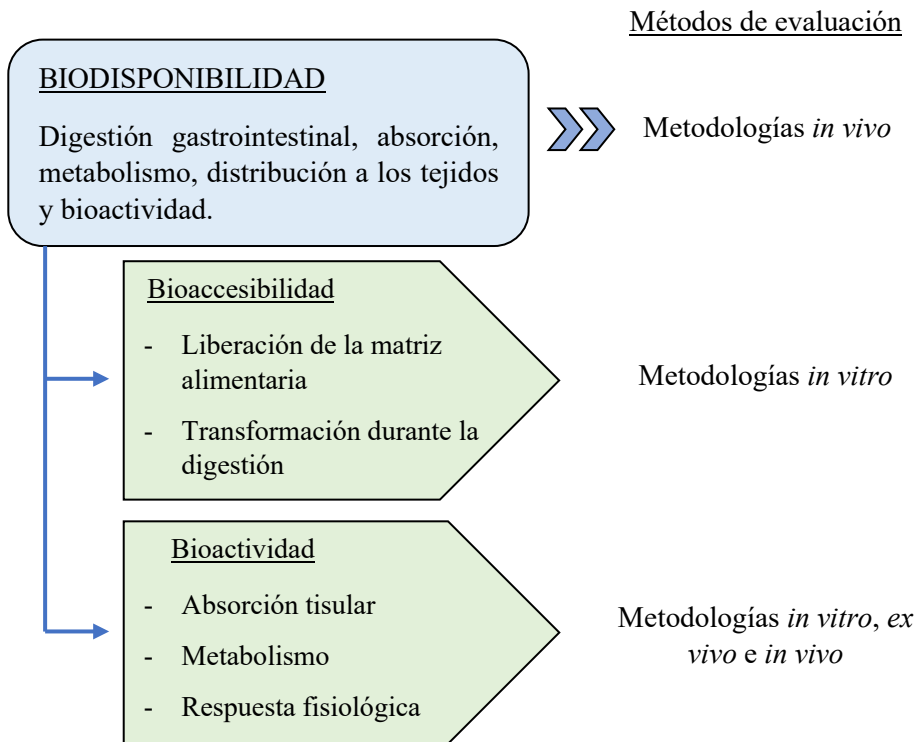 Métodos de evaluación
BIODISPONIBILIDAD
Digestión gastrointestinal, absorción,
metabolismo, distribución a los tejidos
y bioactividad.
Metodologías in vivo
Bioaccesibilidad
- Liberación de la matriz
alimentaria
- Transformación durante la
digestión
Metodologías in vitro
Bioactividad
- Absorción tisular
- Metabolismo
- Respuesta fisiológica
Metodologías in vitro, ex
vivo e in vivo